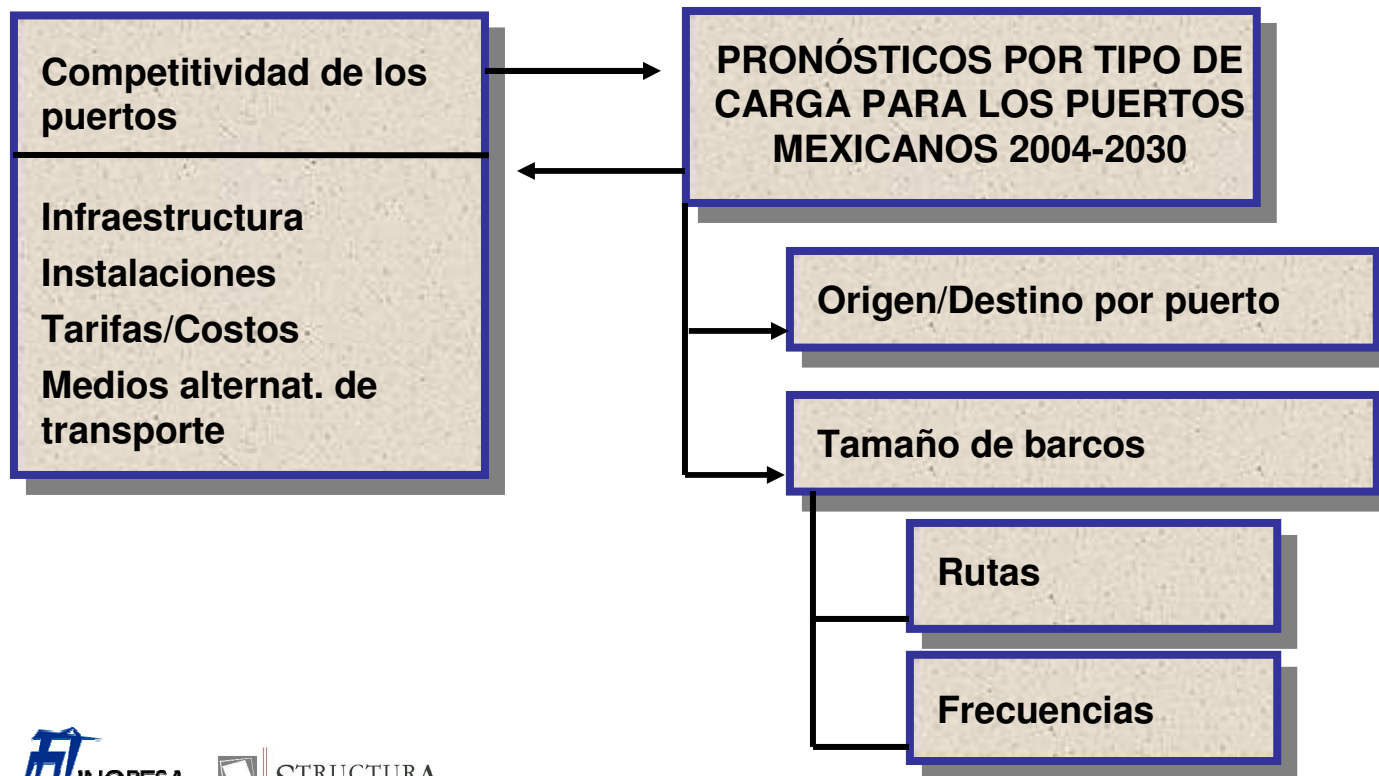 Competitividad de los
puertos
Infraestructura
Instalaciones
Tarifas/Costos
Medios alternat. de
transporte
PRONÓSTICOS POR TIPO DE
CARGA PARA LOS PUERTOS
MEXICANOS 2004-2030
Origen/Destino por puerto
Tamaño de barcos
Rutas
Frecuencias
STRUCTURA